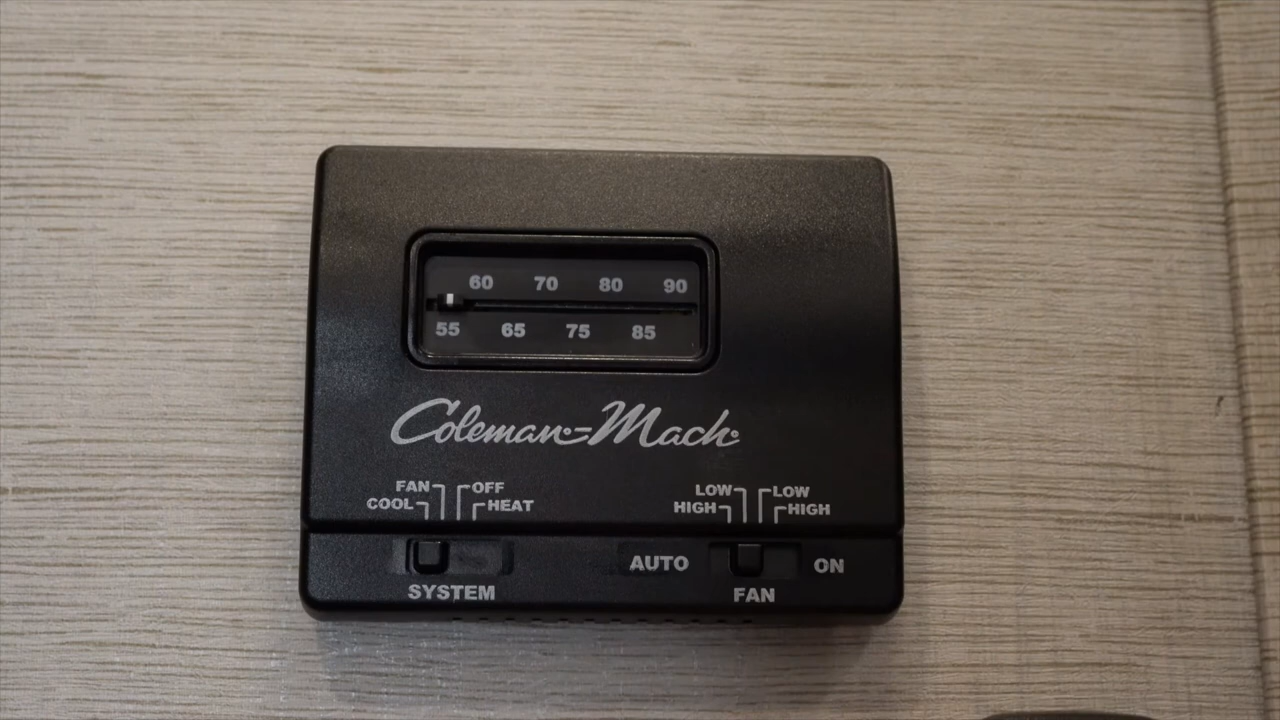 60 70 80 90
55 65 75 85
Coleman-Mach
FAN OFF
COOL HEAT
LOW LOW
HIGH HIGH
AUTO ON
SYSTEM
FAN